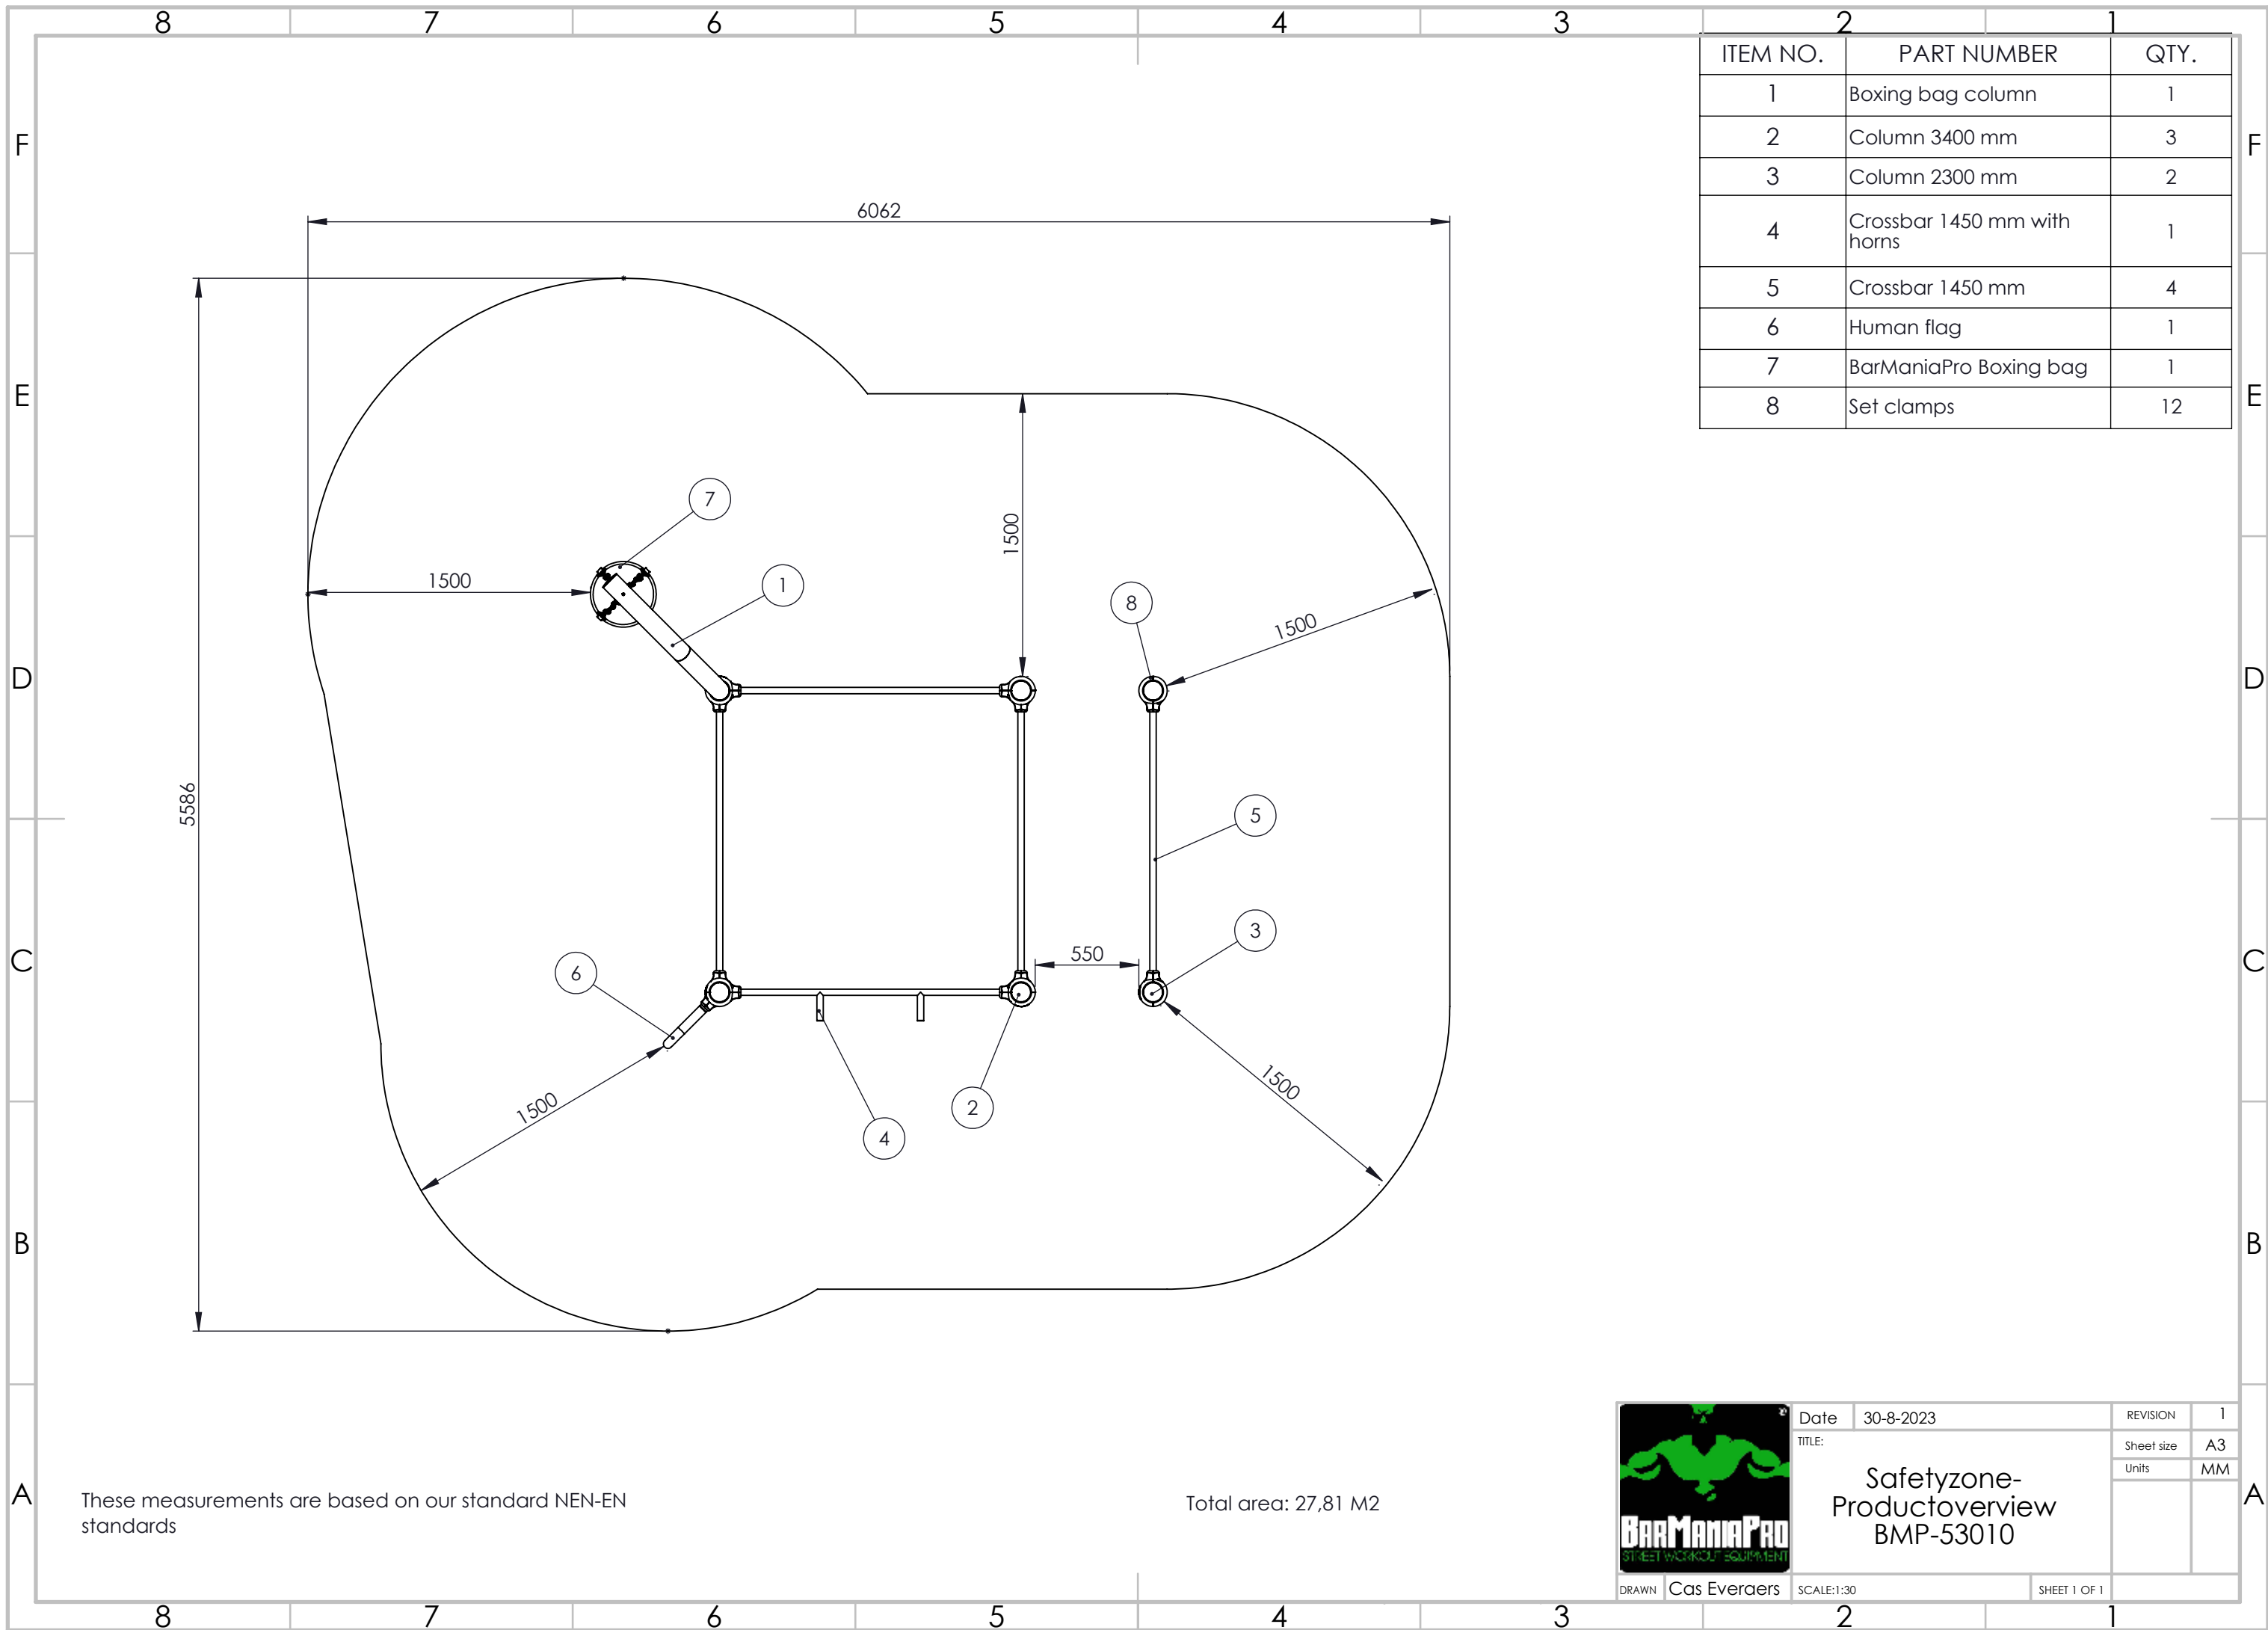 8 7 6 5 4 3 2 1
ITEM NO. PART NUMBER QTY.
1 Boxing bag column 1
2 Column 3400 mm 3
3 Column 2300 mm 2
4 Crossbar 1450 mm with horns 1
5 Crossbar 1450 mm 4
6 Human flag 1
7 BarManiaPro Boxing bag 1
8 Set clamps 12
F F
6062
E E
7
1500
1500
1
8
1500
D D
5586
5
3
C C
550
6
1500
1500
2
4
B B
A A
These measurements are based on our standard NEN-EN
standards
Total area: 27,81 M2
BARMANIAPRO
STREET WORKOUT EQUIPMENT
Date 30-8-2023
REVISION 1
TITLE:
Sheet size A3
Units MM
Safetyzone-
Productoverview
BMP-53010
DRAWN Cas Everaers SCALE:1:30 SHEET 1 OF 1
8 7 6 5 4 3 2 1